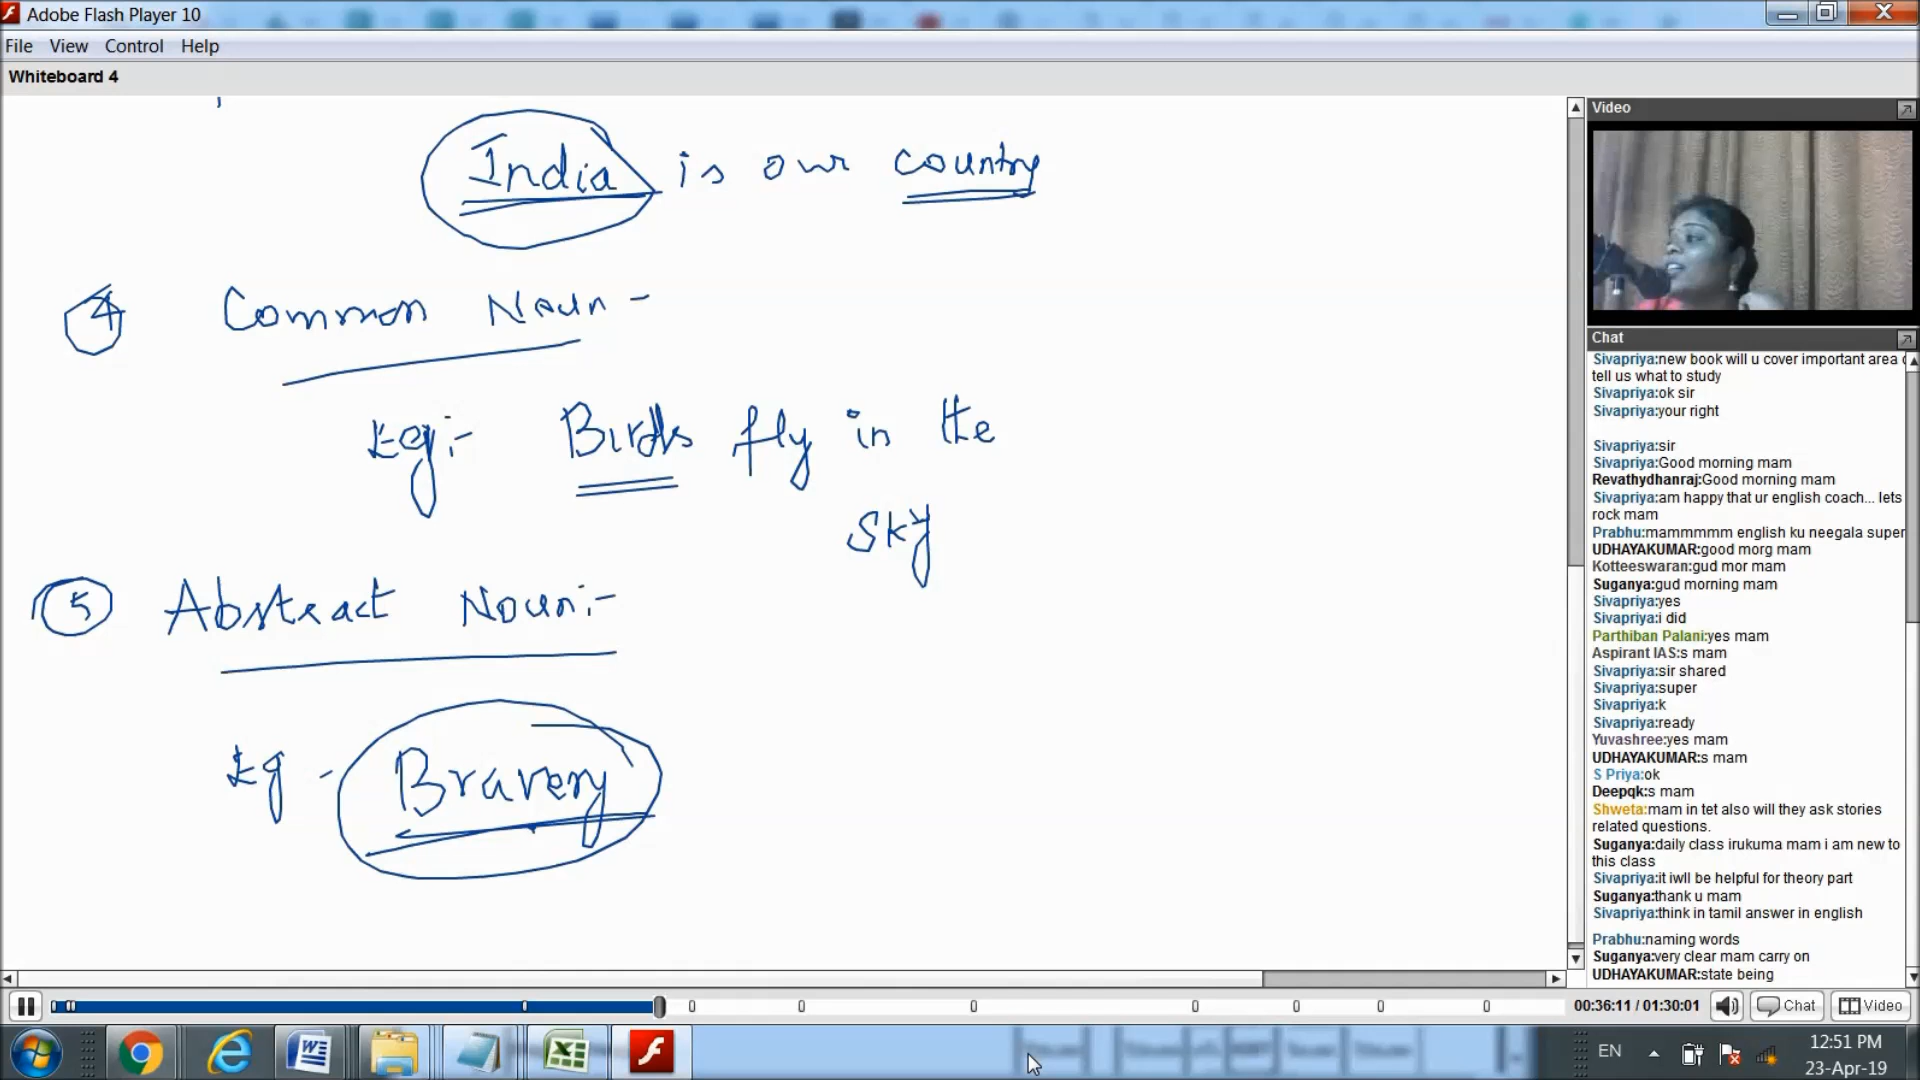 Adobe Flash Player 10
File View Control Help
Whiteboard 4
India is our country
4 Common Noun -
Eg:- Birds fly in the
sky
5 Abstract Noun:-
Eg - Bravery
Video
Chat
Sivapriya:new book will u cover important area
tell us what to study
Sivapriya:ok sir
Sivapriya:your right
Sivapriya:sir
Sivapriya:Good morning mam
Revathydhanraj:Good morning mam
Sivapriya:am happy that ur english coach... lets
rock mam
Prabhu:mammmmm english ku neegala super
UDHAYAKUMAR:good morg mam
Kotteeswaran:gud mor mam
Suganya:gud morning mam
Sivapriya:yes
Sivapriya:i did
Parthiban Palani:yes mam
Aspirant IAS:s mam
Sivapriya:sir shared
Sivapriya:super
Sivapriya:k
Sivapriya:ready
Yuvashree:yes mam
UDHAYAKUMAR:s mam
S Priya:ok
Deepqk:s mam
Shweta:mam in tet also will they ask stories
related questions.
Suganya:daily class irukuma mam i am new to
this class
Sivapriya:it iwll be helpful for theory part
Suganya:thank u mam
Sivapriya:think in tamil answer in english
Prabhu:naming words
Suganya:very clear mam carry on
UDHAYAKUMAR:state being
00:36:11 / 01:30:01 Chat Video
EN
12:51 PM
23-Apr-19